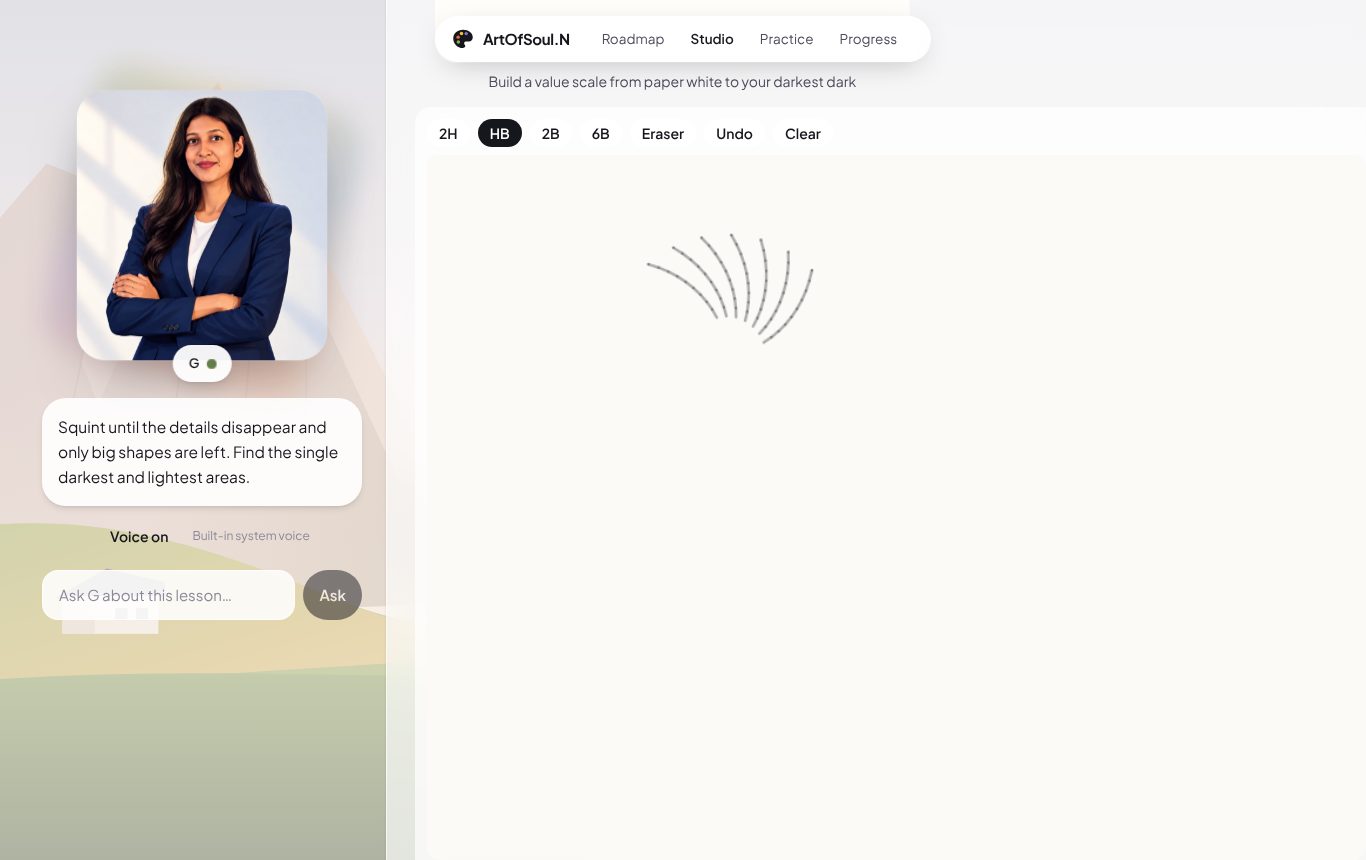 ArtOfSoul.N Roadmap Studio Practice Progress
Build a value scale from paper white to your darkest dark
2H HB 2B 6B Eraser Undo Clear
G
Squint until the details disappear and
only big shapes are left. Find the single
darkest and lightest areas.
Voice on Built-in system voice
Ask G about this lesson... Ask